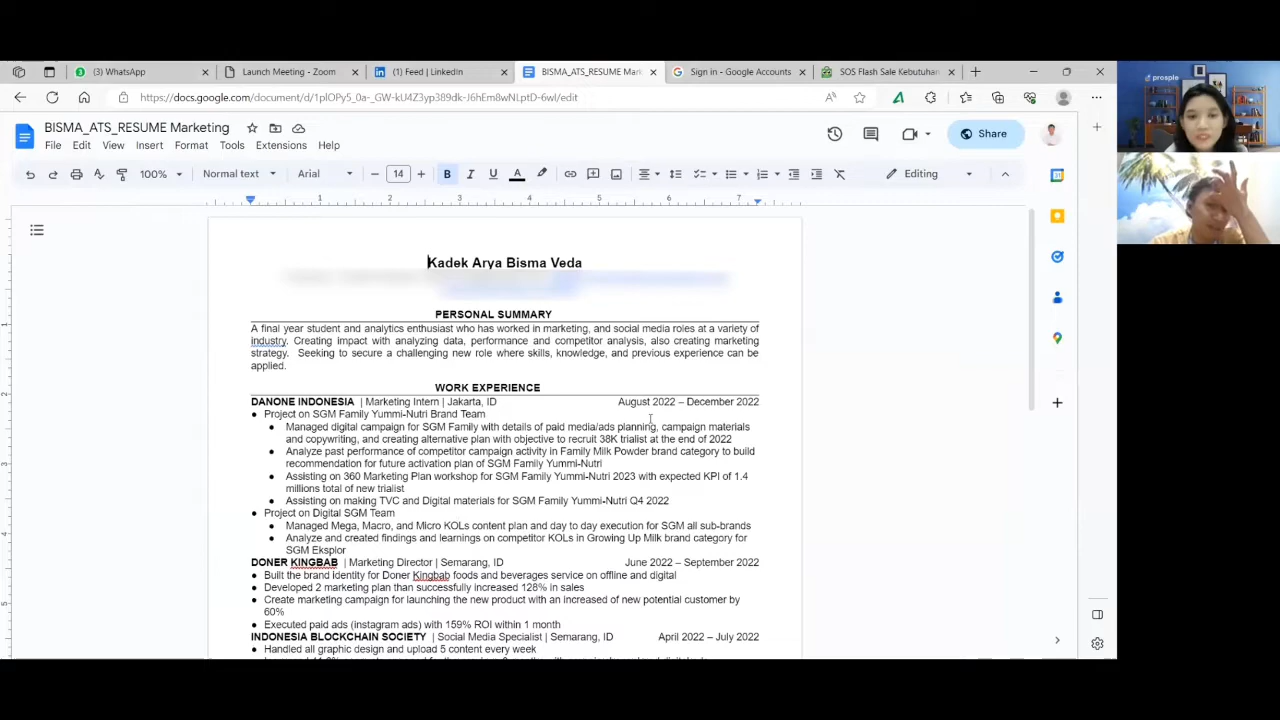 (3) WhatsApp
Launch Meeting - Zoom
(1) Feed | LinkedIn
BISMA_ATS_RESUME Mark
Sign in - Google Accounts
SOS Flash Sale Kebutuhan
prosple
BISMA_ATS_RESUME Marketing
File Edit View Insert Format Tools Extensions Help
Share
100% Normal text Arial 14 B I U A Editing
1 2 3 4 5 6 7
Kadek Arya Bisma Veda
PERSONAL SUMMARY
A final year student and analytics enthusiast who has worked in marketing, and social media roles at a variety of
industry. Creating impact with analyzing data, performance and competitor analysis, also creating marketing
strategy. Seeking to secure a challenging new role where skills, knowledge, and previous experience can be
applied.
WORK EXPERIENCE
DANONE INDONESIA | Marketing Intern | Jakarta, ID August 2022 – December 2022
● Project on SGM Family Yummi-Nutri Brand Team
● Managed digital campaign for SGM Family with details of paid media/ads planning, campaign materials
and copywriting, and creating alternative plan with objective to recruit 38K trialist at the end of 2022
● Analyze past performance of competitor campaign activity in Family Milk Powder brand category to build
recommendation for future activation plan of SGM Family Yummi-Nutri
● Assisting on 360 Marketing Plan workshop for SGM Family Yummi-Nutri 2023 with expected KPI of 1.4
millions total of new trialist
● Assisting on making TVC and Digital materials for SGM Family Yummi-Nutri Q4 2022
● Project on Digital SGM Team
● Managed Mega, Macro, and Micro KOLs content plan and day to day execution for SGM all sub-brands
● Analyze and created findings and learnings on competitor KOLs in Growing Up Milk brand category for
SGM Eksplor
DONER KINGBAB | Marketing Director | Semarang, ID June 2022 – September 2022
● Built the brand identity for Doner Kingbab foods and beverages service on offline and digital
● Developed 2 marketing plan than successfully increased 128% in sales
● Create marketing campaign for launching the new product with an increased of new potential customer by
60%
● Executed paid ads (instagram ads) with 159% ROI within 1 month
INDONESIA BLOCKCHAIN SOCIETY | Social Media Specialist | Semarang, ID April 2022 – July 2022
● Handled all graphic design and upload 5 content every week